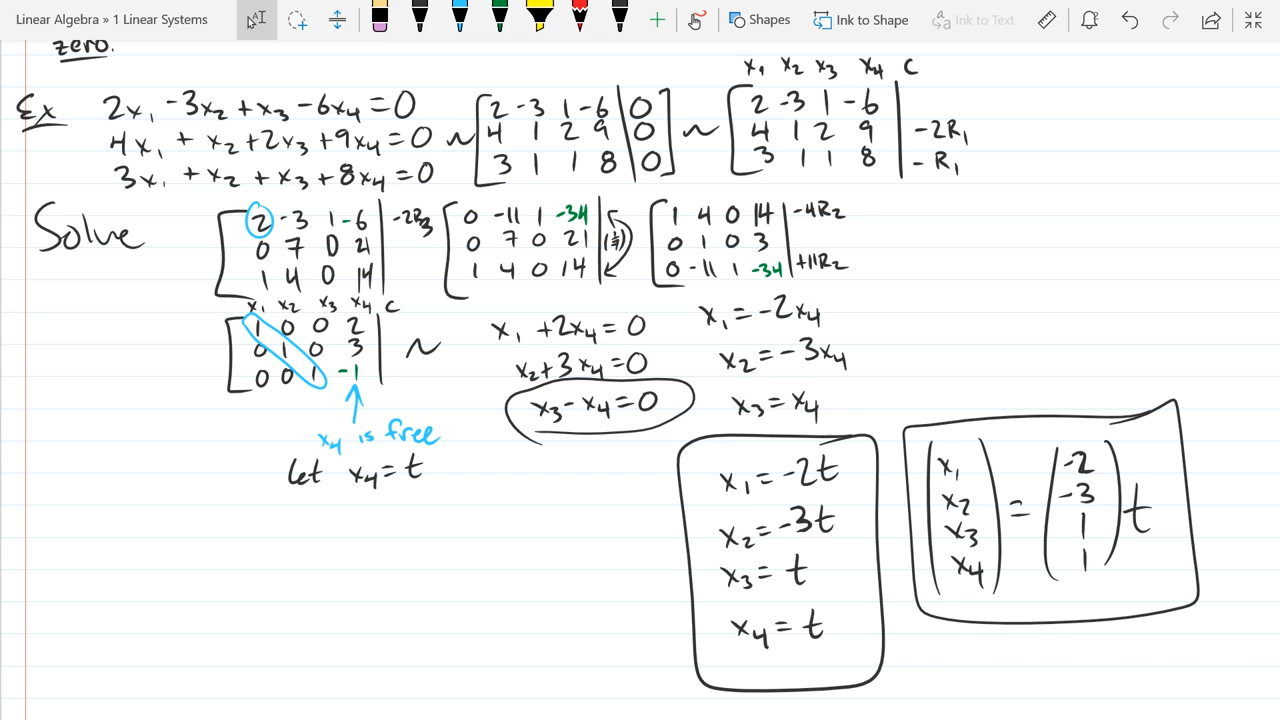 Linear Algebra » 1 Linear Systems
Shapes
Ink to Shape
Ink to Text
zero.
Ex
2x₁ -3x₂ +x₃ -6x₄ = 0
4x₁ + x₂ +2x₃ +9x₄ = 0
3x₁ + x₂ + x₃ +8x₄ = 0
~
2 -3 1 -6 | 0
4 1 2 9 | 0
3 1 1 8 | 0
~
x₁ x₂ x₃ x₄ C
2 -3 1 -6 |
4 1 2 9 | -2R₁
3 1 1 8 | -R₁
Solve
2 -3 1 -6 | -2R₃
0 7 0 21 |
1 4 0 14 |
0 -11 1 -34 |
0 7 0 21 | (1/7)
1 4 0 14 |
1 4 0 14 | -4R₂
0 1 0 3 |
0 -11 1 -34 | +11R₂
x₁ x₂ x₃ x₄ C
1 0 0 2 |
0 1 0 3 |
0 0 1 -1 |
~
x₁ +2x₄ = 0
x₂+3x₄ = 0
x₃ - x₄ = 0
x₁ = -2x₄
x₂ = -3x₄
x₃ = x₄
x₄ is free
let x₄ = t
x₁ = -2t
x₂ = -3t
x₃ = t
x₄ = t
x₁ -2
x₂ -3
= t
x₃ 1
x₄ 1